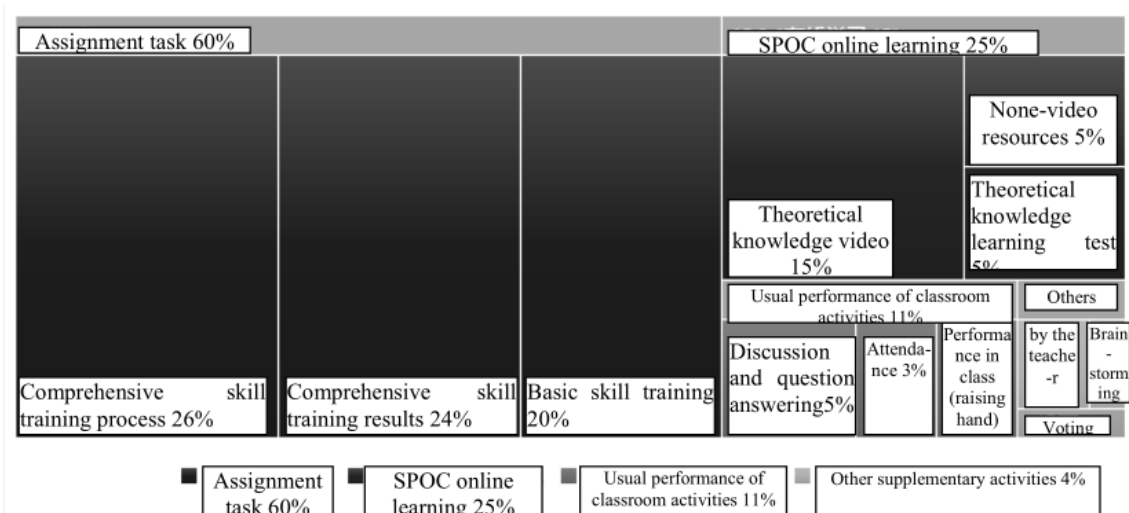 Assignment task 60%
SPOC online learning 25%
None-video
resources 5%
Theoretical
knowledge
learning test
5%
Theoretical
knowledge video
15%
Usual performance of classroom
activities 11%
Others
Comprehensive skill
training process 26%
Comprehensive skill
training results 24%
Basic skill training
20%
Discussion
and question
answering5%
Attenda-
nce 3%
Performa
nce in
class
(raising
hand)
by the
teache
-r
Brain
-
storm
ing
Voting
Assignment
task 60%
SPOC online
learning 25%
Usual performance of
classroom activities 11%
Other supplementary activities 4%